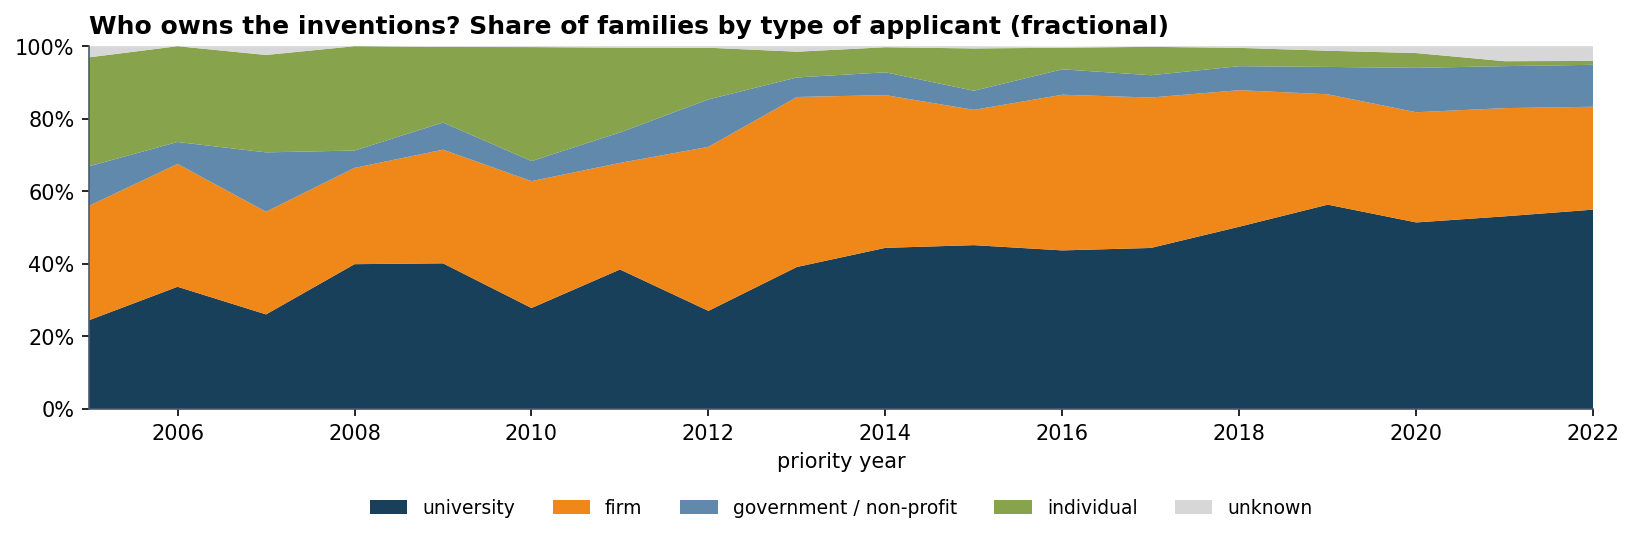 Who owns the inventions? Share of families by type of applicant (fractional)
100%
80%
60%
40%
20%
0%
2006 2008 2010 2012 2014 2016 2018 2020 2022
priority year
university firm government / non-profit individual unknown